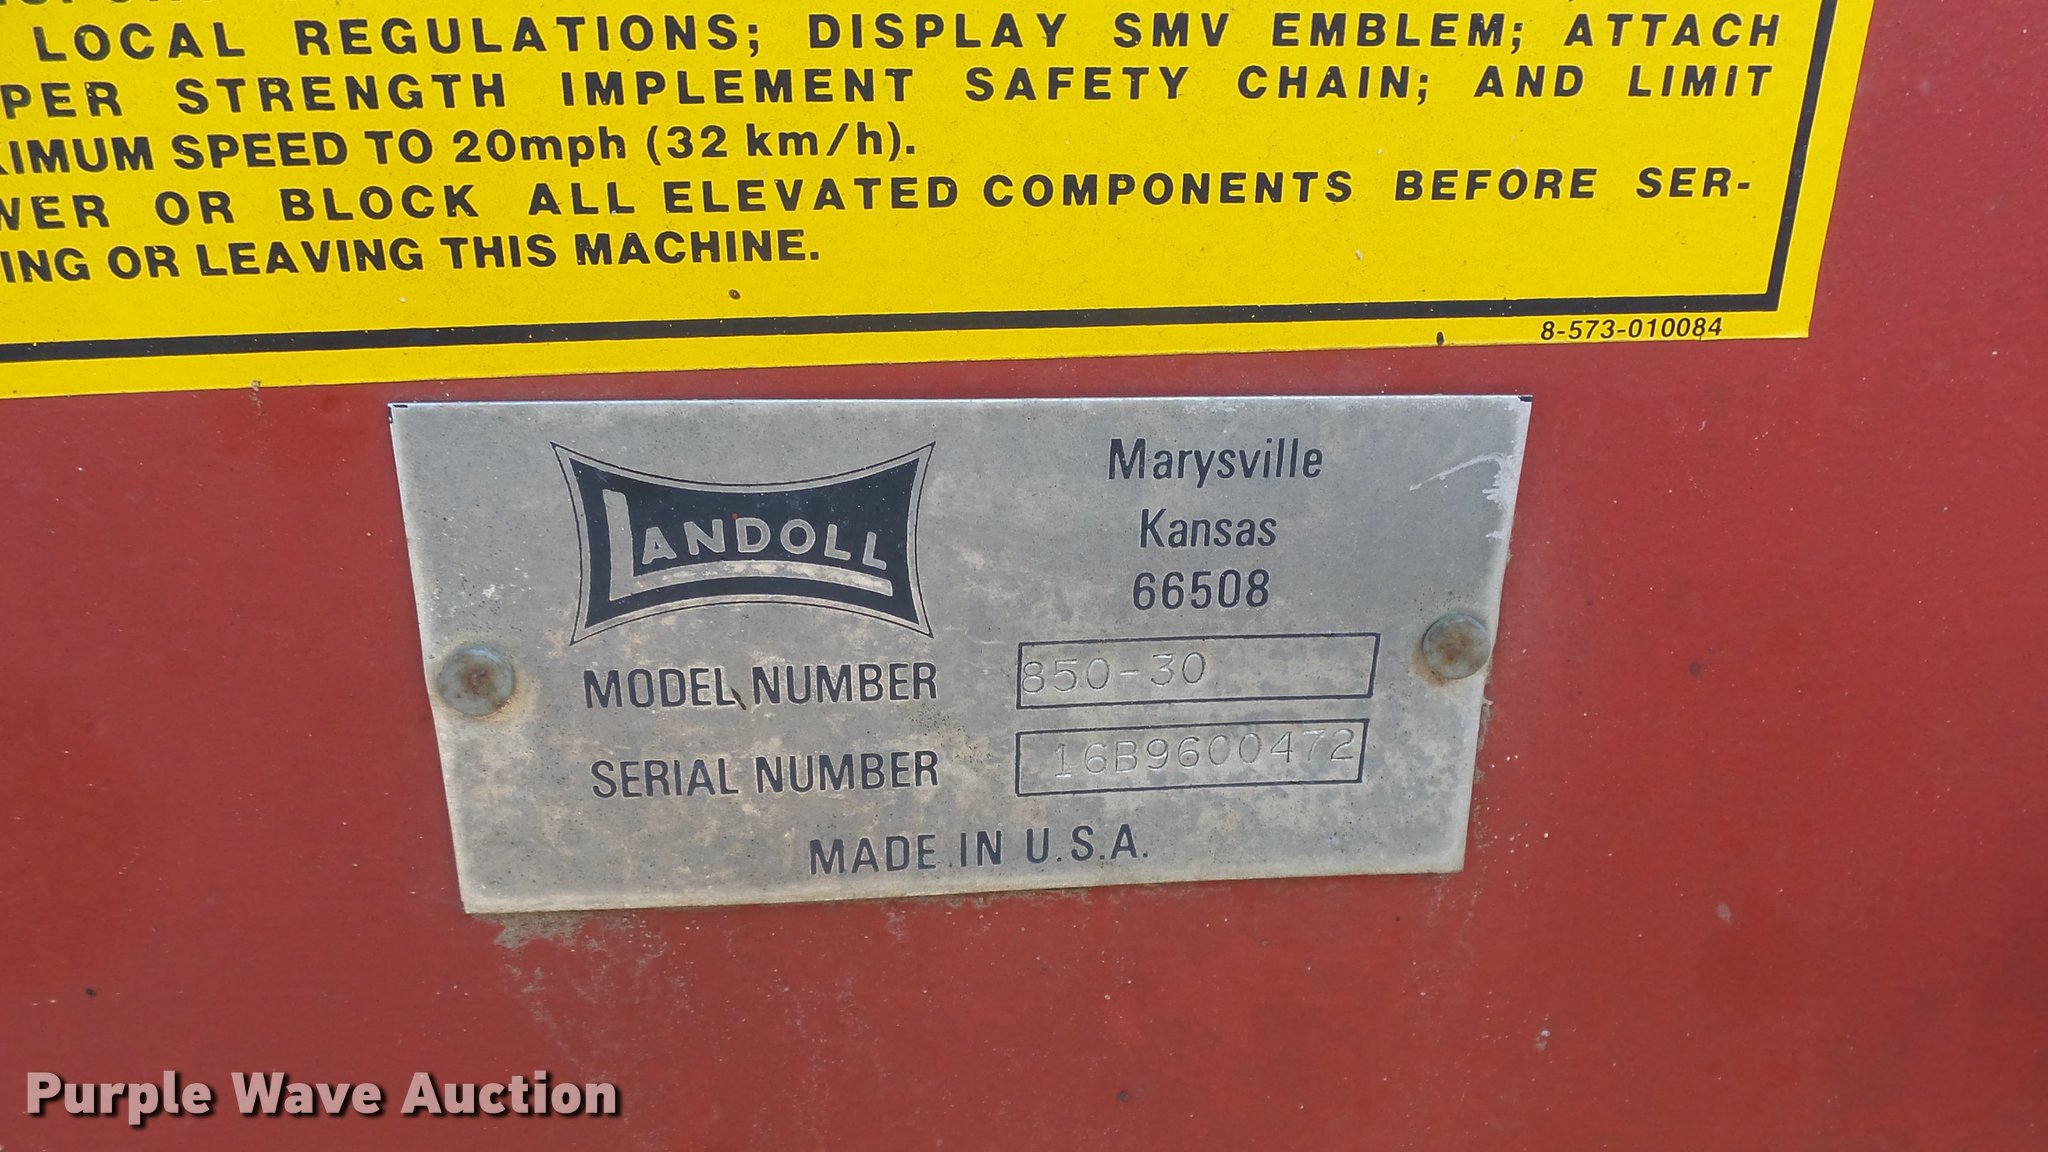 LOCAL REGULATIONS; DISPLAY SMV EMBLEM; ATTACH
PER STRENGTH IMPLEMENT SAFETY CHAIN; AND LIMIT
XIMUM SPEED TO 20mph (32 km/h).
WER OR BLOCK ALL ELEVATED COMPONENTS BEFORE SER-
ING OR LEAVING THIS MACHINE.
8-573-010084
LANDOLL
Marysville
Kansas
66508
MODEL NUMBER 850-30
SERIAL NUMBER 16B9600472
MADE IN U.S.A.
Purple Wave Auction